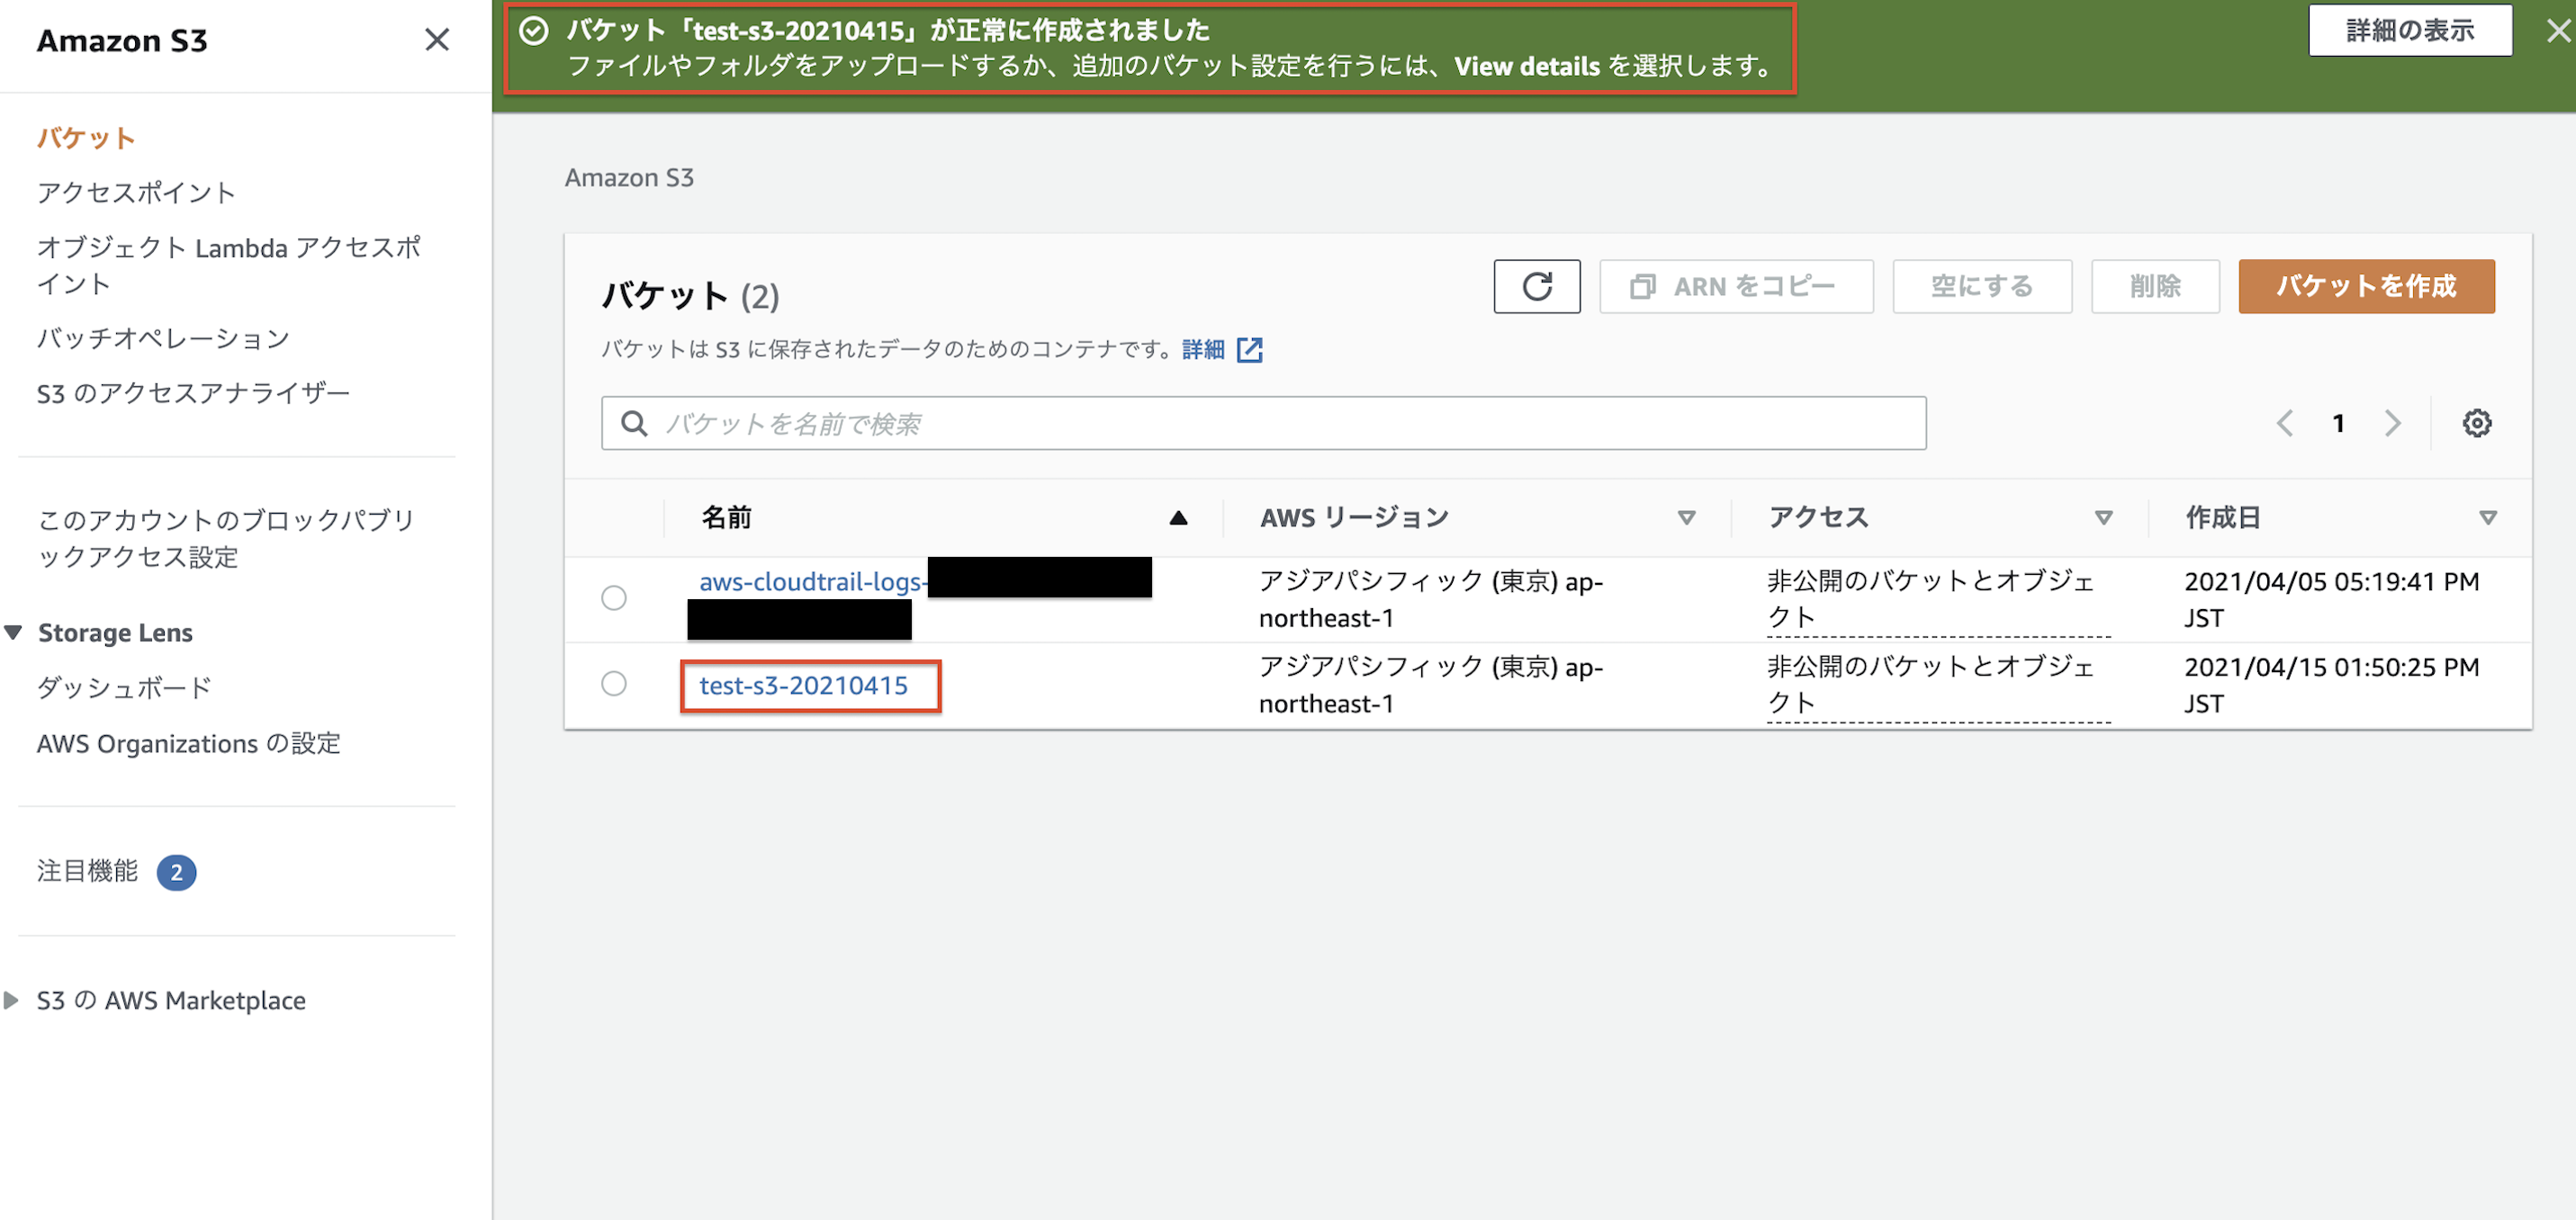 Amazon S3
バケット
アクセスポイント
オブジェクト Lambda アクセスポ
イント
バッチオペレーション
S3 のアクセスアナライザー
このアカウントのブロックパブリ
ックアクセス設定
Storage Lens
ダッシュボード
AWS Organizations の設定
注目機能 2
S3 の AWS Marketplace
バケット「test-s3-20210415」が正常に作成されました
ファイルやフォルダをアップロードするか、追加のバケット設定を行うには、View details を選択します。
詳細の表示
Amazon S3
バケット (2)
ARN をコピー
空にする
削除
バケットを作成
バケットは S3 に保存されたデータのためのコンテナです。詳細
バケットを名前で検索
1
名前 AWS リージョン アクセス 作成日
aws-cloudtrail-logs- アジアパシフィック (東京) ap- 非公開のバケットとオブジェ 2021/04/05 05:19:41 PM
northeast-1 クト JST
test-s3-20210415 アジアパシフィック (東京) ap- 非公開のバケットとオブジェ 2021/04/15 01:50:25 PM
northeast-1 クト JST